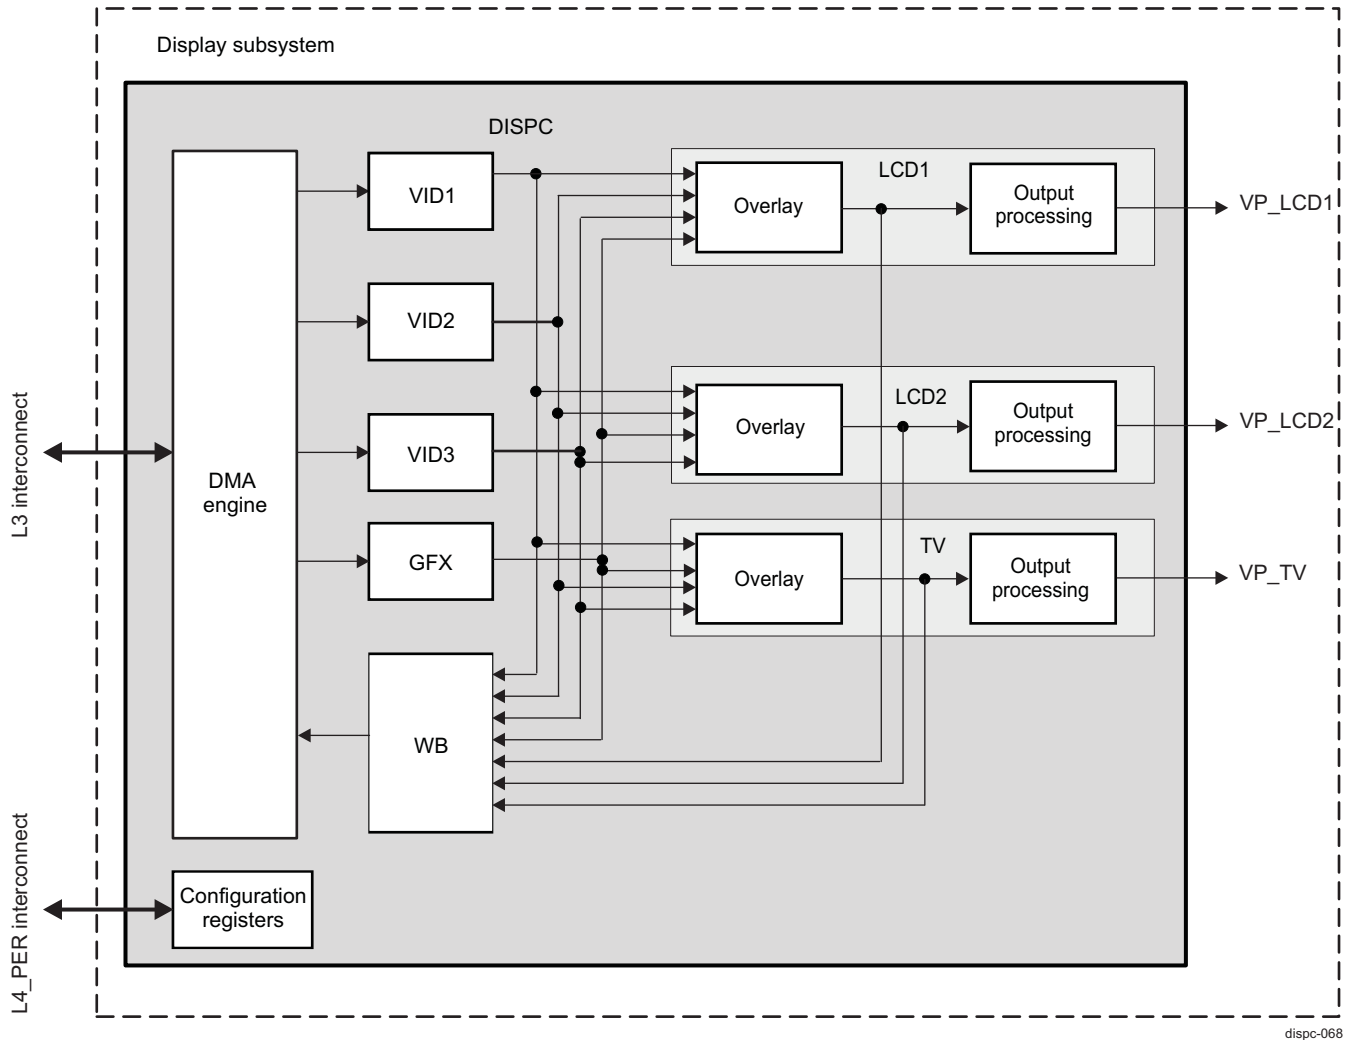 Display subsystem
DISPC
VID1
VID2
VID3
GFX
WB
DMA
engine
Configuration
registers
L3 interconnect
L4_PER interconnect
LCD1
Overlay
Output
processing
VP_LCD1
LCD2
Overlay
Output
processing
VP_LCD2
TV
Overlay
Output
processing
VP_TV
dispc-068